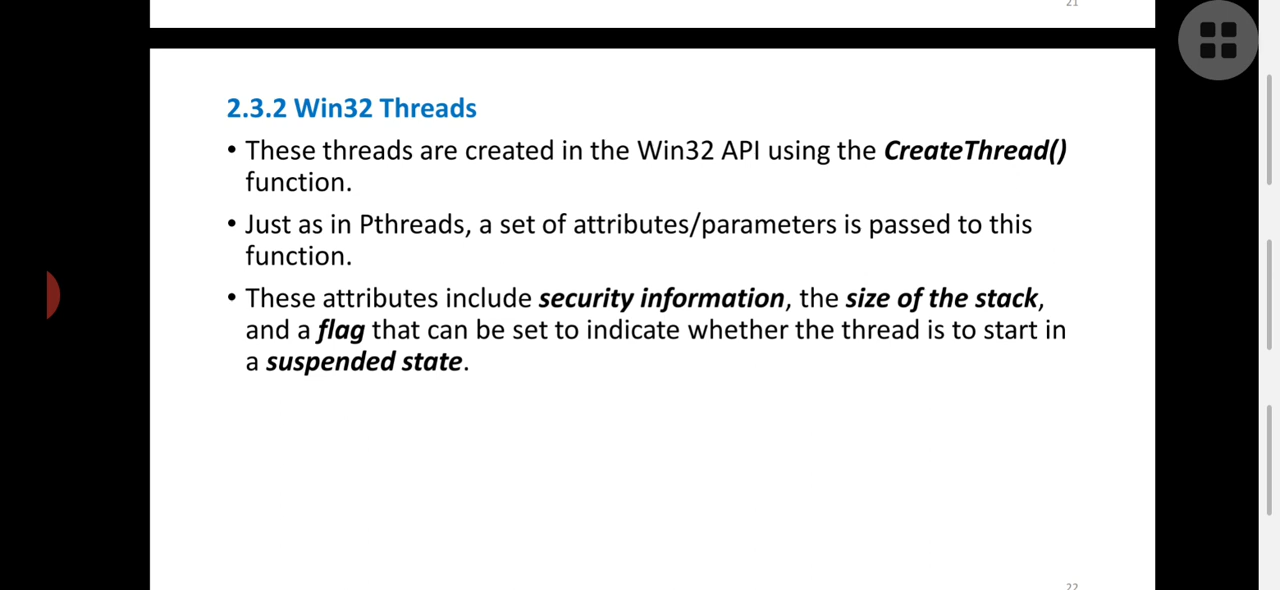 21
2.3.2 Win32 Threads
• These threads are created in the Win32 API using the CreateThread()
function.
• Just as in Pthreads, a set of attributes/parameters is passed to this
function.
• These attributes include security information, the size of the stack,
and a flag that can be set to indicate whether the thread is to start in
a suspended state.
22